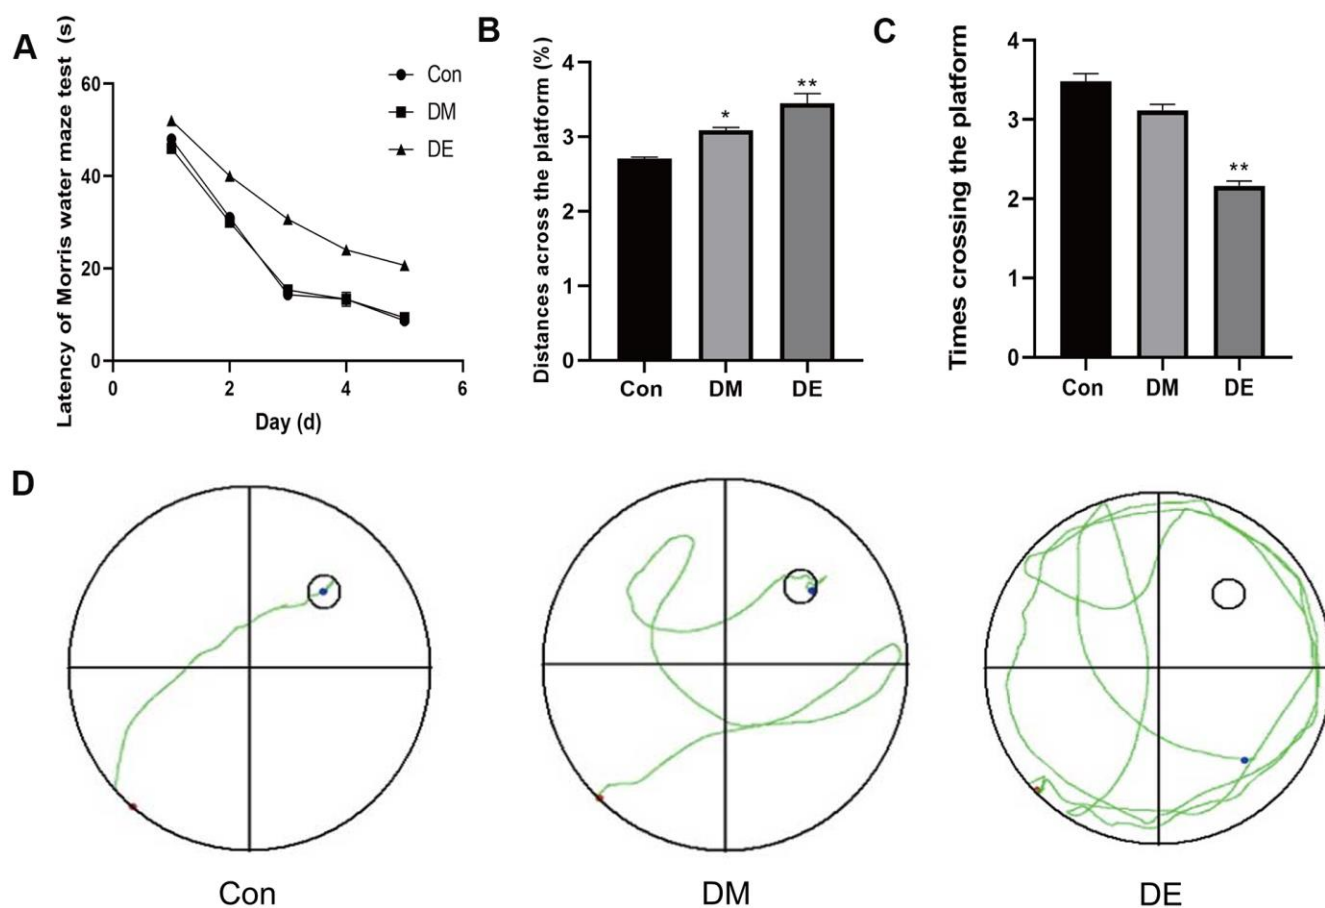 A
Latency of Morris water maze test (s)
60
40
20
0
0
2
4
6
Day (d)
Con
DM
DE
B
Distances across the platform (%)
4
3
2
1
0
*
**
Con
DM
DE
C
Times crossing the platform
4
3
2
1
0
**
Con
DM
DE
D
Con
DM
DE